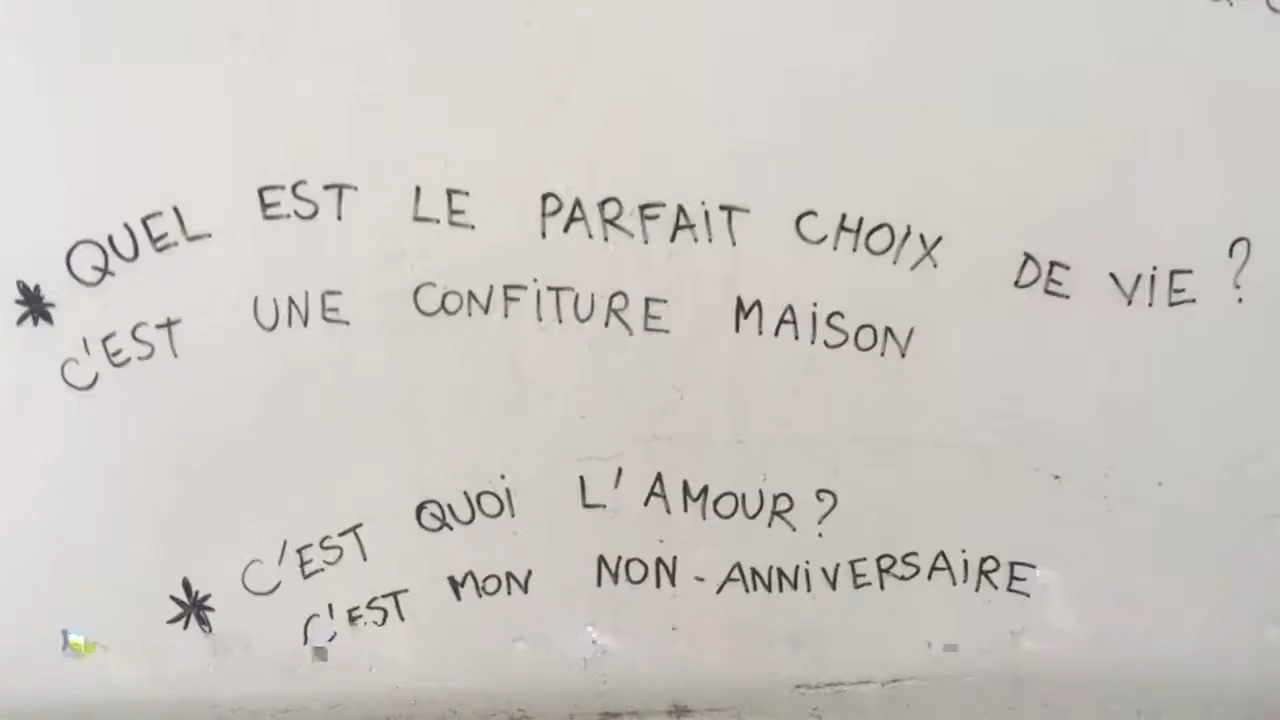 * QUEL EST LE PARFAIT CHOIX DE VIE ?
C'EST UNE CONFITURE MAISON
* C'EST QUOI L'AMOUR ?
C'EST MON NON-ANNIVERSAIRE